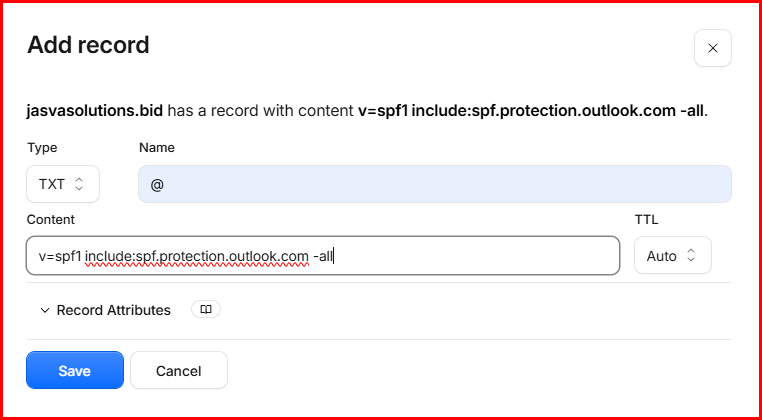 Add record
jasvasolutions.bid has a record with content v=spf1 include:spf.protection.outlook.com -all.
Type
Name
TXT
@
Content
TTL
v=spf1 include:spf.protection.outlook.com -all
Auto
Record Attributes
Save
Cancel